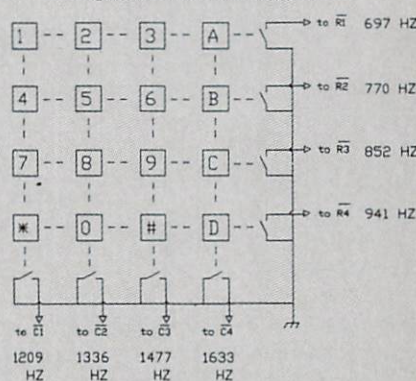 1 2 3 A to R1 697 HZ
4 5 6 B to R2 770 HZ
7 8 9 C to R3 852 HZ
* 0 # D to R4 941 HZ
to C1 to C2 to C3 to C4
1209 1336 1477 1633
HZ HZ HZ HZ